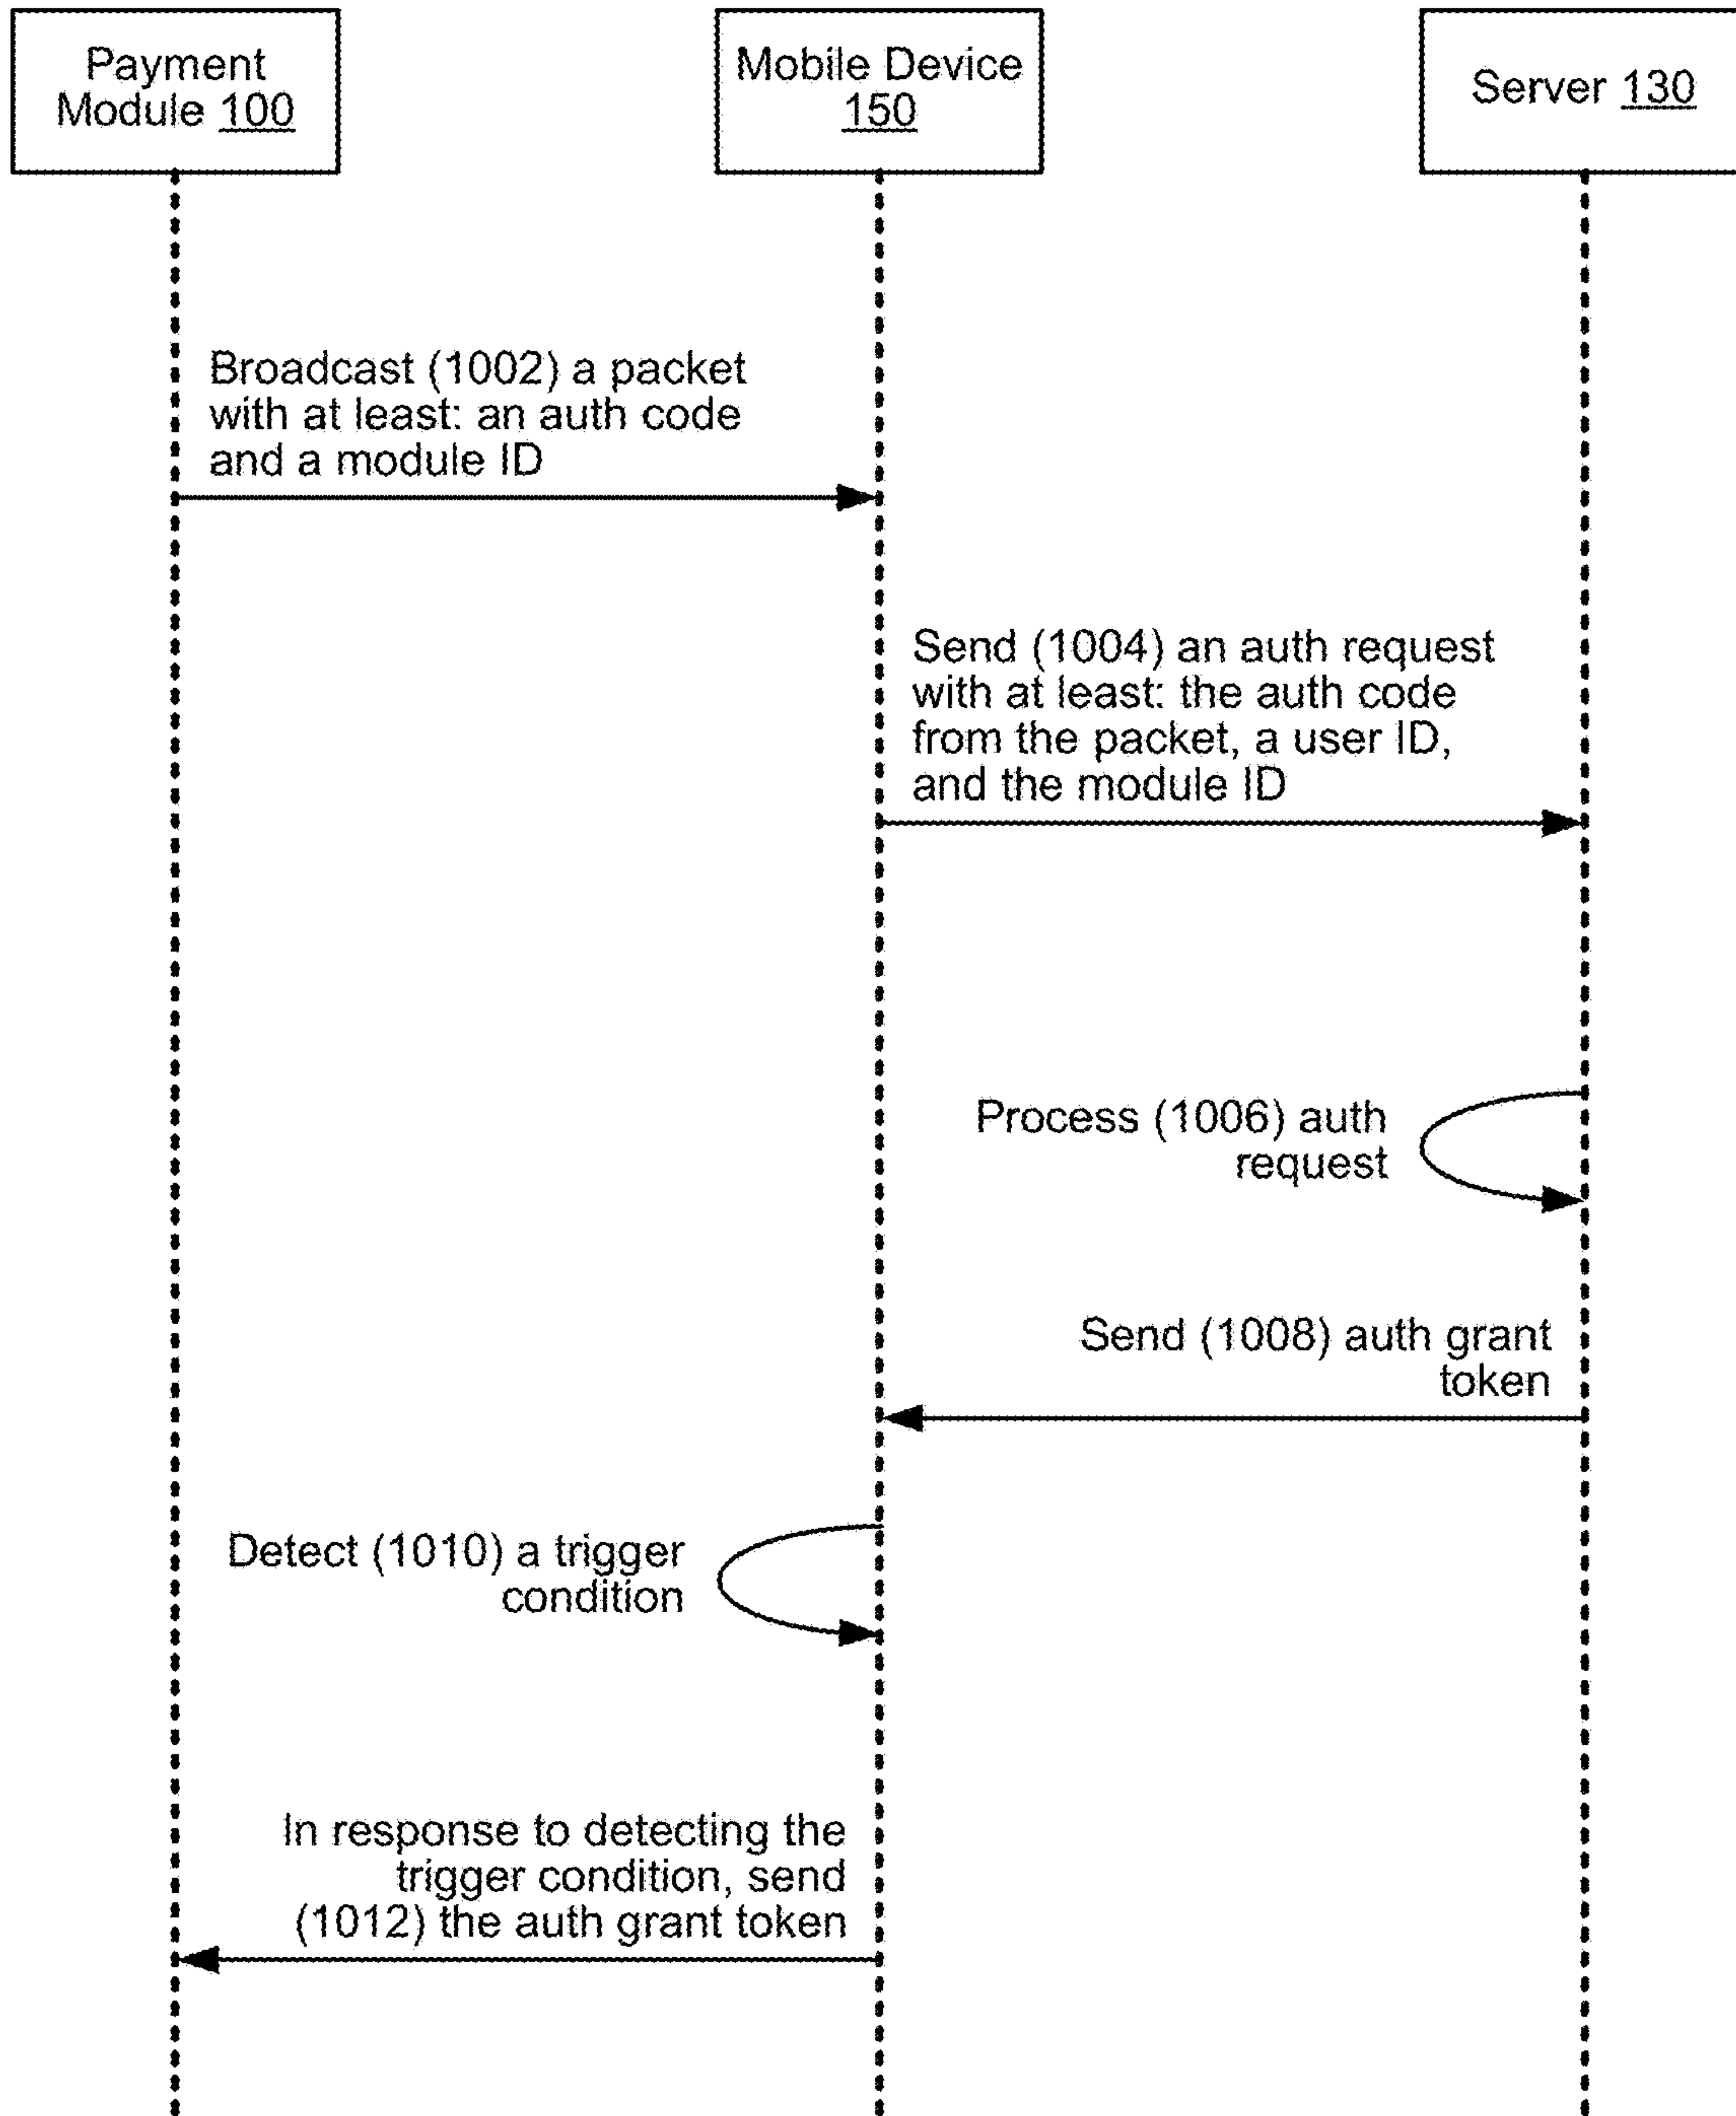 Payment
Module 100
Mobile Device
150
Server 130
Broadcast (1002) a packet
with at least: an auth code
and a module ID
Send (1004) an auth request
with at least: the auth code
from the packet, a user ID,
and the module ID
Process (1006) auth
request
Send (1008) auth grant
token
Detect (1010) a trigger
condition
In response to detecting the
trigger condition, send
(1012) the auth grant token